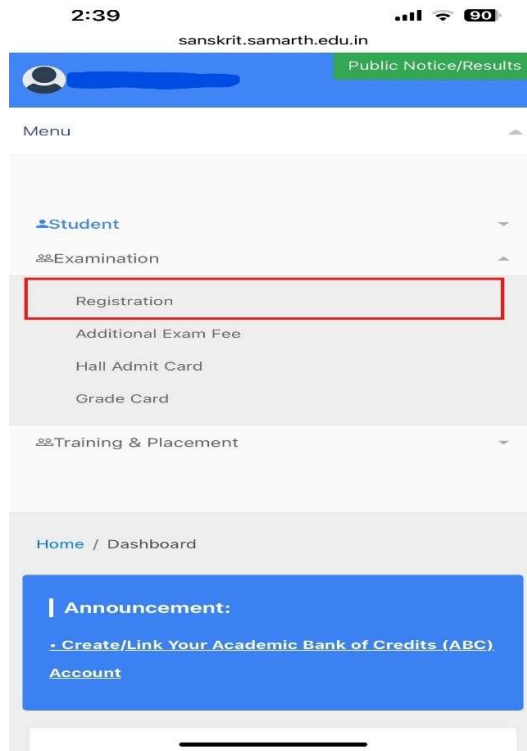 2:39
90
sanskrit.samarth.edu.in
Public Notice/Results
Menu
Student
Examination
Registration
Additional Exam Fee
Hall Admit Card
Grade Card
Training & Placement
Home / Dashboard
Announcement:
• Create/Link Your Academic Bank of Credits (ABC)
Account